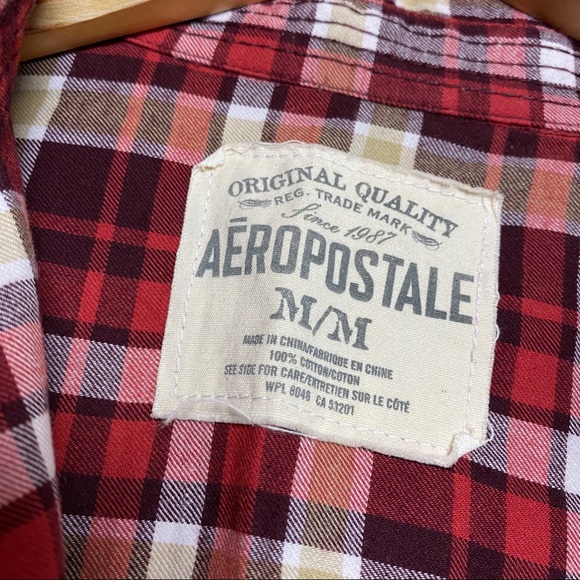 ORIGINAL QUALITY
REG. TRADE MARK
Since 1987
AÉROPOSTALE
M/M
MADE IN CHINA/FABRIQUE EN CHINE
100% COTTON/COTON
SEE SIDE FOR CARE/ENTRETIEN SUR LE CÔTÉ
WPL 8048 CA 53201